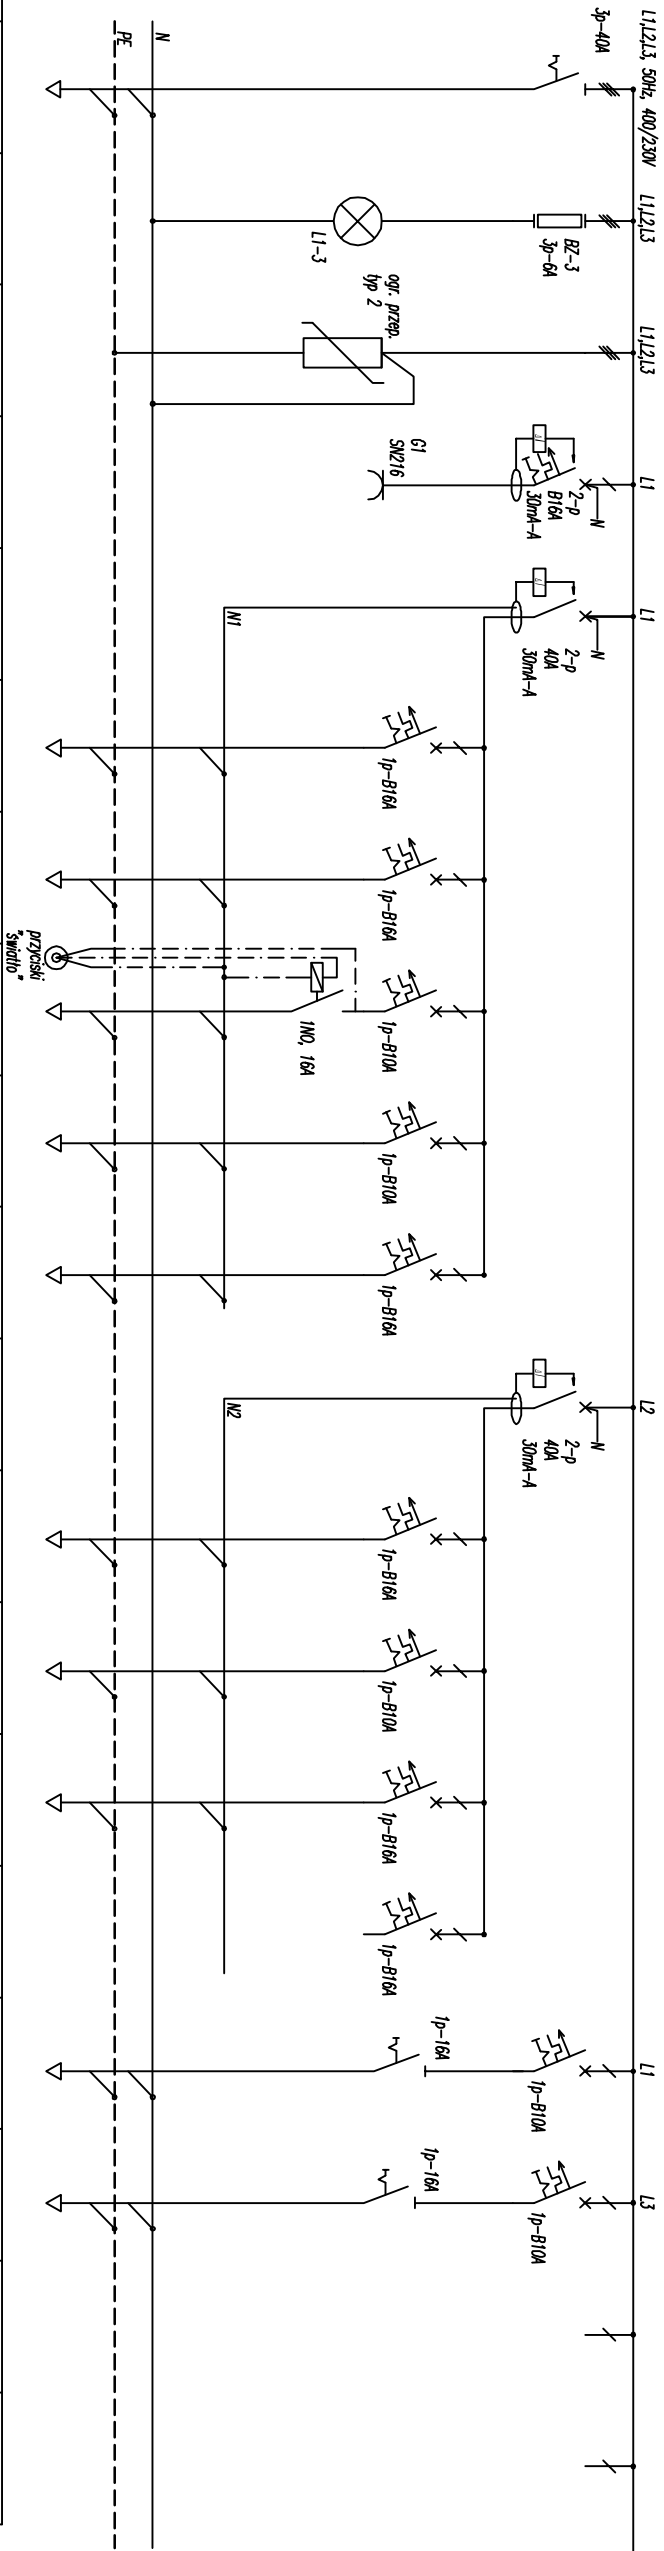 L1,L2,L3, 50Hz, 400/230V
3p-40A
N
PE
L1,L2,L3
BZ-3
3p-6A
L1-3
L1,L2,L3
ogr. przep.
typ 2
L1
N
2-p
B16A
30mA-A
G1
SN216
L1
N
2-p
40A
30mA-A
N1
1p-B16A
1p-B16A
1p-B10A
1NO, 16A
przyciski
"światło"
1p-B10A
1p-B16A
L2
N
2-p
40A
30mA-A
N2
1p-B16A
1p-B10A
1p-B16A
1p-B16A
L1
1p-B10A
1p-16A
L3
1p-B10A
1p-16A